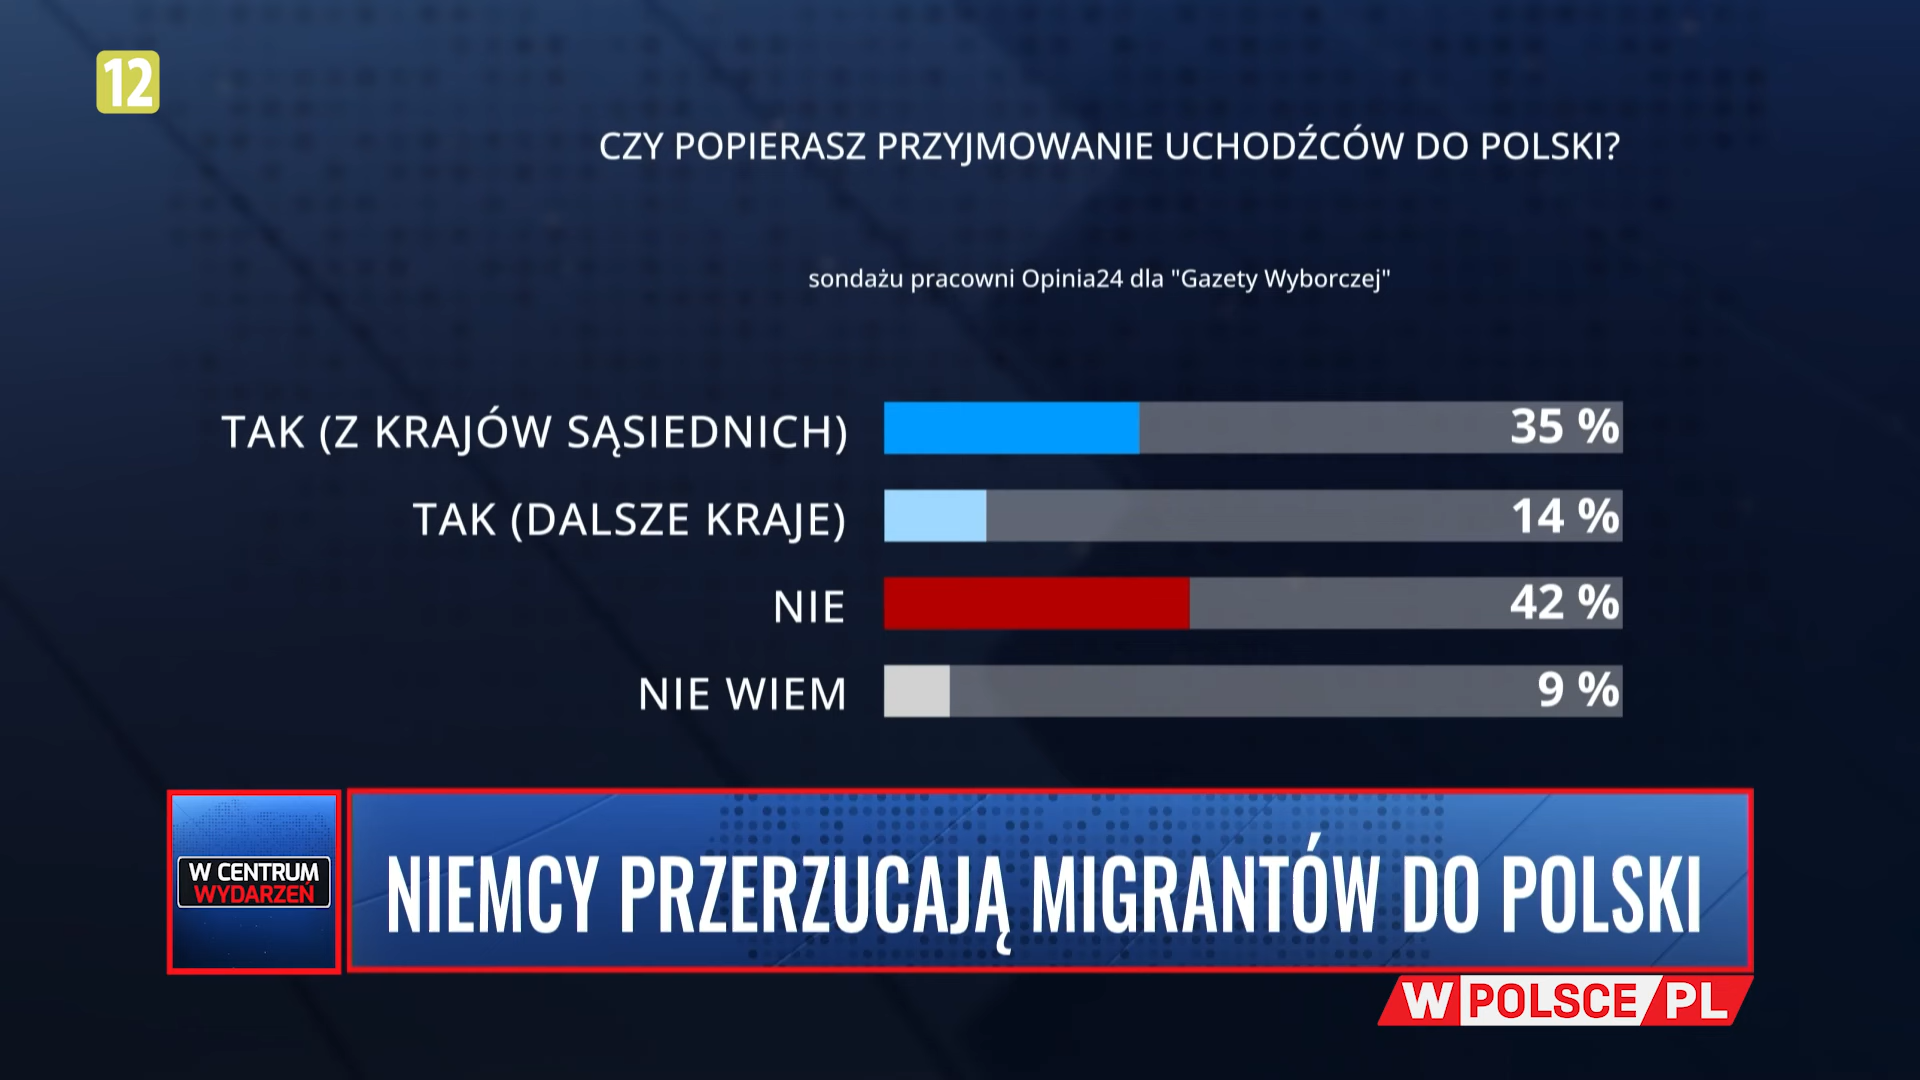 12
CZY POPIERASZ PRZYJMOWANIE UCHODŹCÓW DO POLSKI?
sondażu pracowni Opinia24 dla "Gazety Wyborczej"
TAK (Z KRAJÓW SĄSIEDNICH) 35 %
TAK (DALSZE KRAJE) 14 %
NIE 42 %
NIE WIEM 9 %
W CENTRUM
WYDARZEŃ
NIEMCY PRZERZUCAJĄ MIGRANTÓW DO POLSKI
W POLSCE/PL